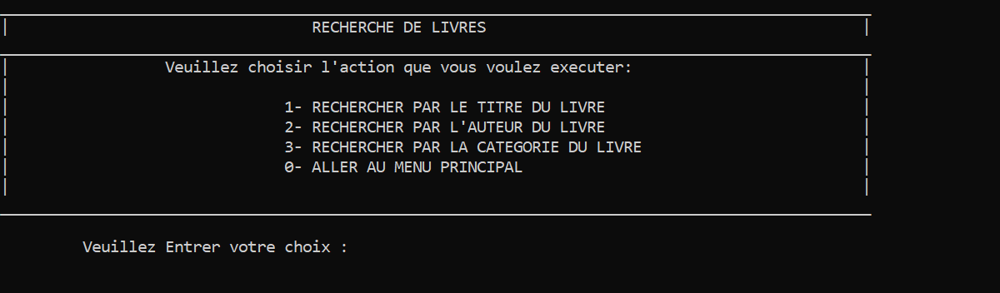 RECHERCHE DE LIVRES
Veuillez choisir l'action que vous voulez executer:
1- RECHERCHER PAR LE TITRE DU LIVRE
2- RECHERCHER PAR L'AUTEUR DU LIVRE
3- RECHERCHER PAR LA CATEGORIE DU LIVRE
0- ALLER AU MENU PRINCIPAL
Veuillez Entrer votre choix :